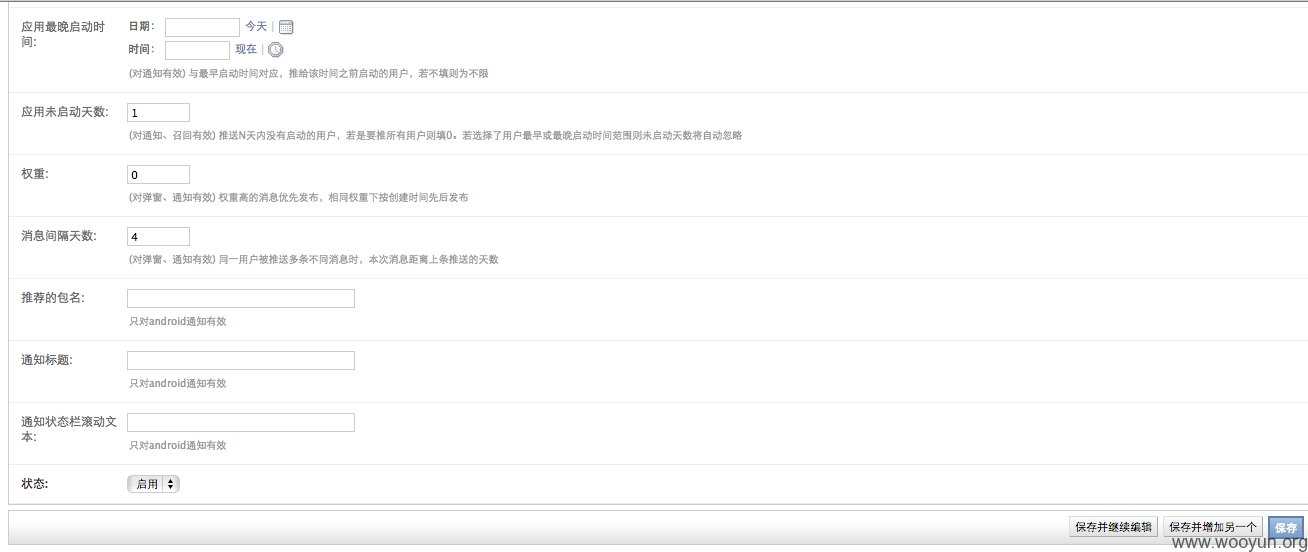 应用最晚启动时间:
日期: 今天 |
时间: 现在 |
(对通知有效) 与最早启动时间对应，推给该时间之前启动的用户，若不填则为不限
应用未启动天数: 1
(对通知、召回有效) 推送N天内没有启动的用户，若是要推所有用户则填0。若选择了用户最早或最晚启动时间范围则未启动天数将自动忽略
权重: 0
(对弹窗、通知有效) 权重高的消息优先发布，相同权重下按创建时间先后发布
消息间隔天数: 4
(对弹窗、通知有效) 同一用户被推送多条不同消息时，本次消息距离上条推送的天数
推荐的包名:
只对android通知有效
通知标题:
只对android通知有效
通知状态栏滚动文本:
只对android通知有效
状态: 启用
保存并继续编辑 保存并增加另一个 保存
www.wooyun.org